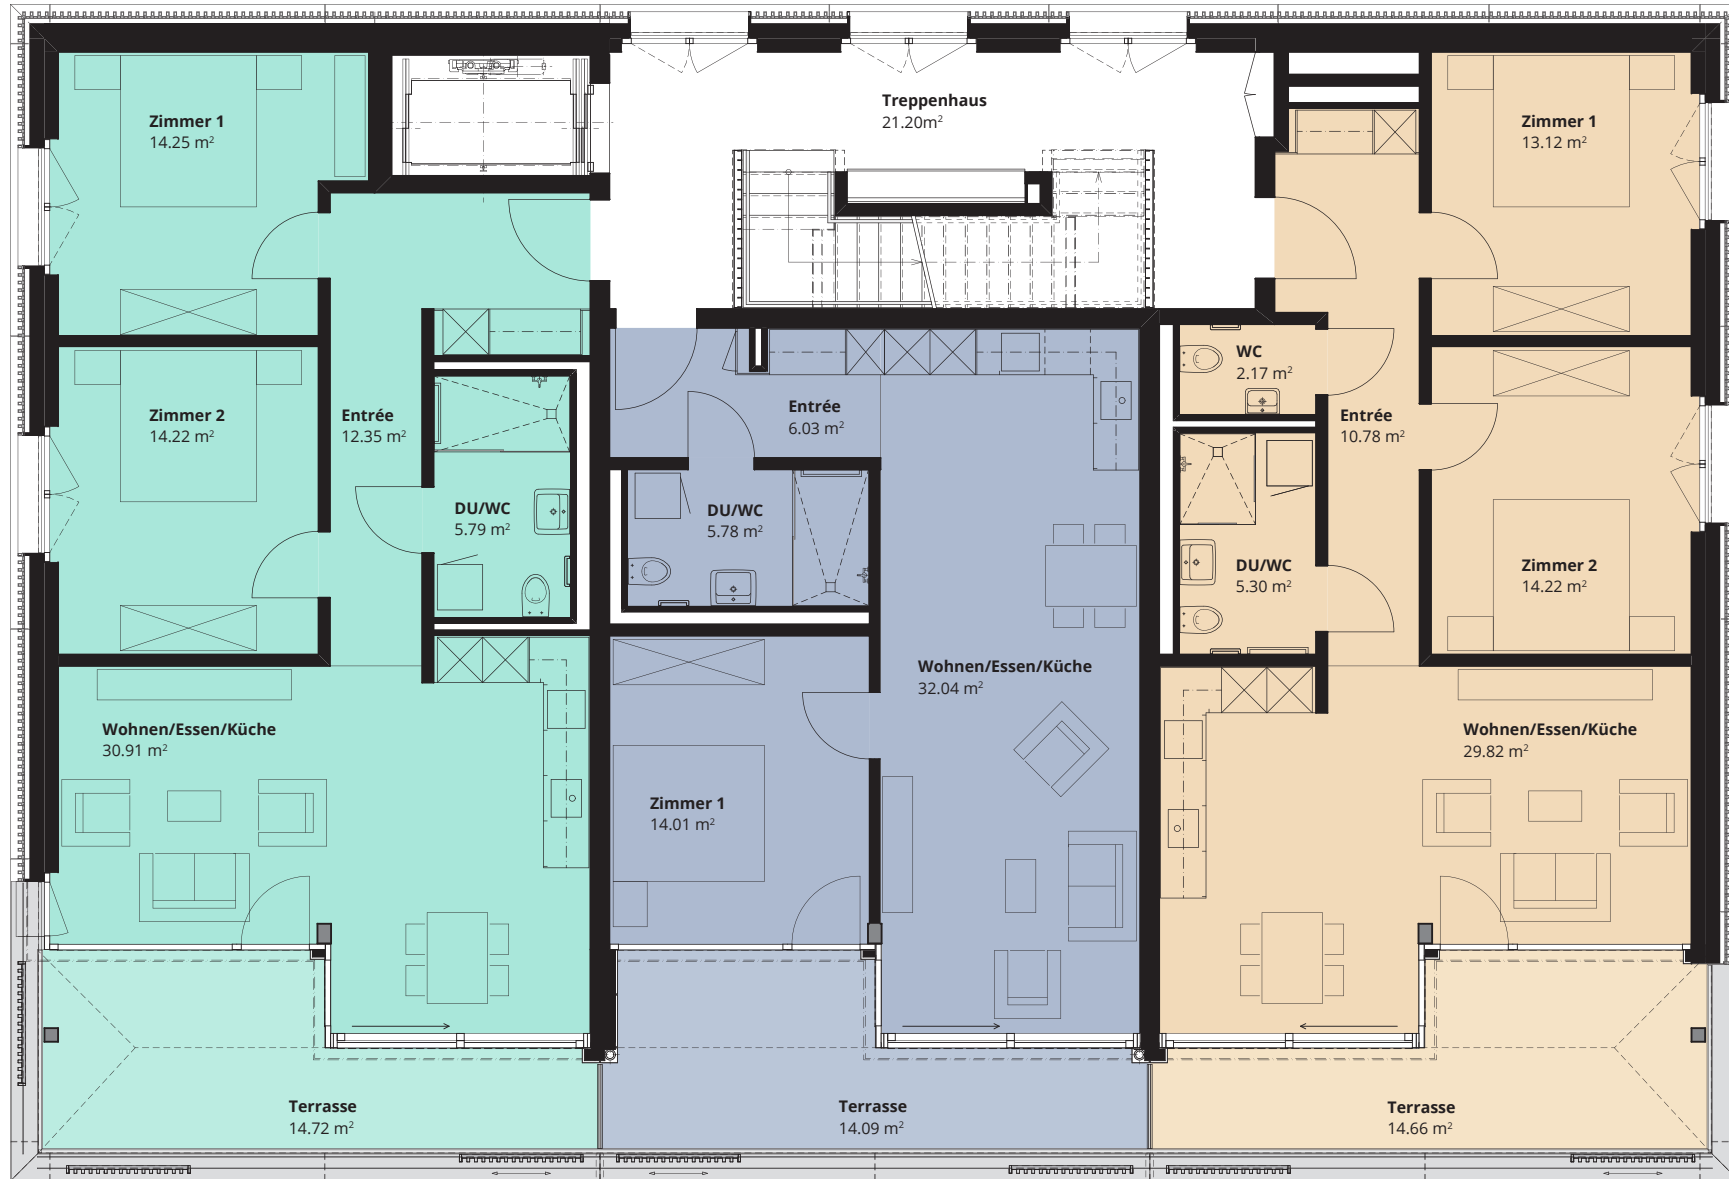 Treppenhaus
21.20m²
Zimmer 1
14.25 m²
Zimmer 1
13.12 m²
Zimmer 2
14.22 m²
Entrée
12.35 m²
DU/WC
5.79 m²
Wohnen/Essen/Küche
30.91 m²
Terrasse
14.72 m²
Entrée
6.03 m²
DU/WC
5.78 m²
Wohnen/Essen/Küche
32.04 m²
Zimmer 1
14.01 m²
Terrasse
14.09 m²
WC
2.17 m²
Entrée
10.78 m²
DU/WC
5.30 m²
Zimmer 2
14.22 m²
Wohnen/Essen/Küche
29.82 m²
Terrasse
14.66 m²